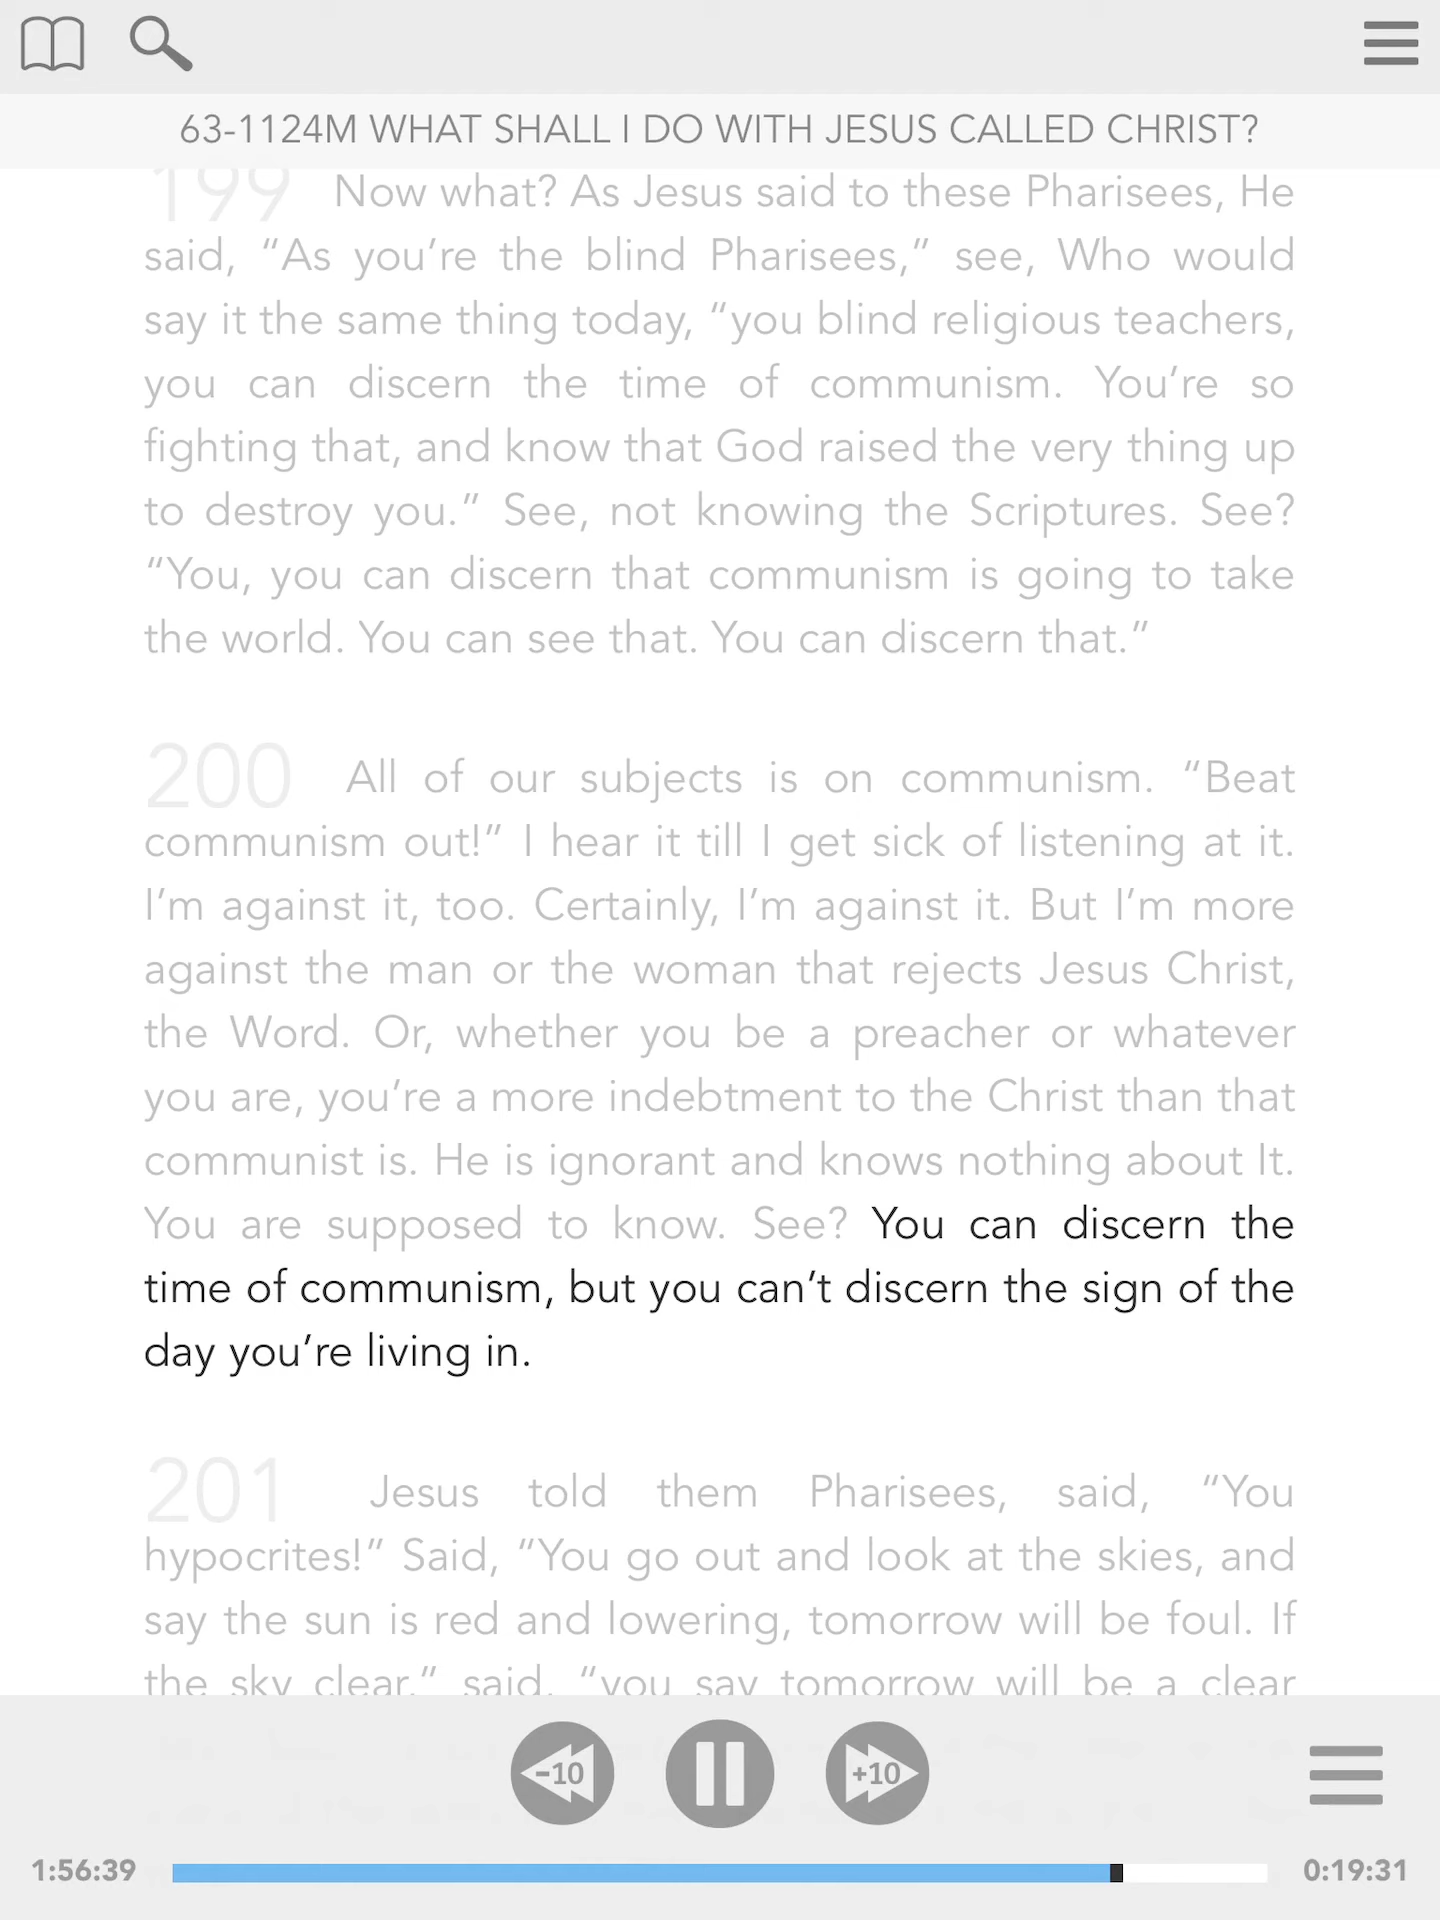 63-1124M WHAT SHALL I DO WITH JESUS CALLED CHRIST?
199 Now what? As Jesus said to these Pharisees, He
said, “As you’re the blind Pharisees,” see, Who would
say it the same thing today, “you blind religious teachers,
you can discern the time of communism. You’re so
fighting that, and know that God raised the very thing up
to destroy you.” See, not knowing the Scriptures. See?
“You, you can discern that communism is going to take
the world. You can see that. You can discern that.”
200 All of our subjects is on communism. “Beat
communism out!” I hear it till I get sick of listening at it.
I’m against it, too. Certainly, I’m against it. But I’m more
against the man or the woman that rejects Jesus Christ,
the Word. Or, whether you be a preacher or whatever
you are, you’re a more indebtment to the Christ than that
communist is. He is ignorant and knows nothing about It.
You are supposed to know. See? You can discern the
time of communism, but you can’t discern the sign of the
day you’re living in.
201 Jesus told them Pharisees, said, “You
hypocrites!” Said, “You go out and look at the skies, and
say the sun is red and lowering, tomorrow will be foul. If
the sky clear,” said, “you say tomorrow will be a clear
-10 +10
1:56:39 0:19:31